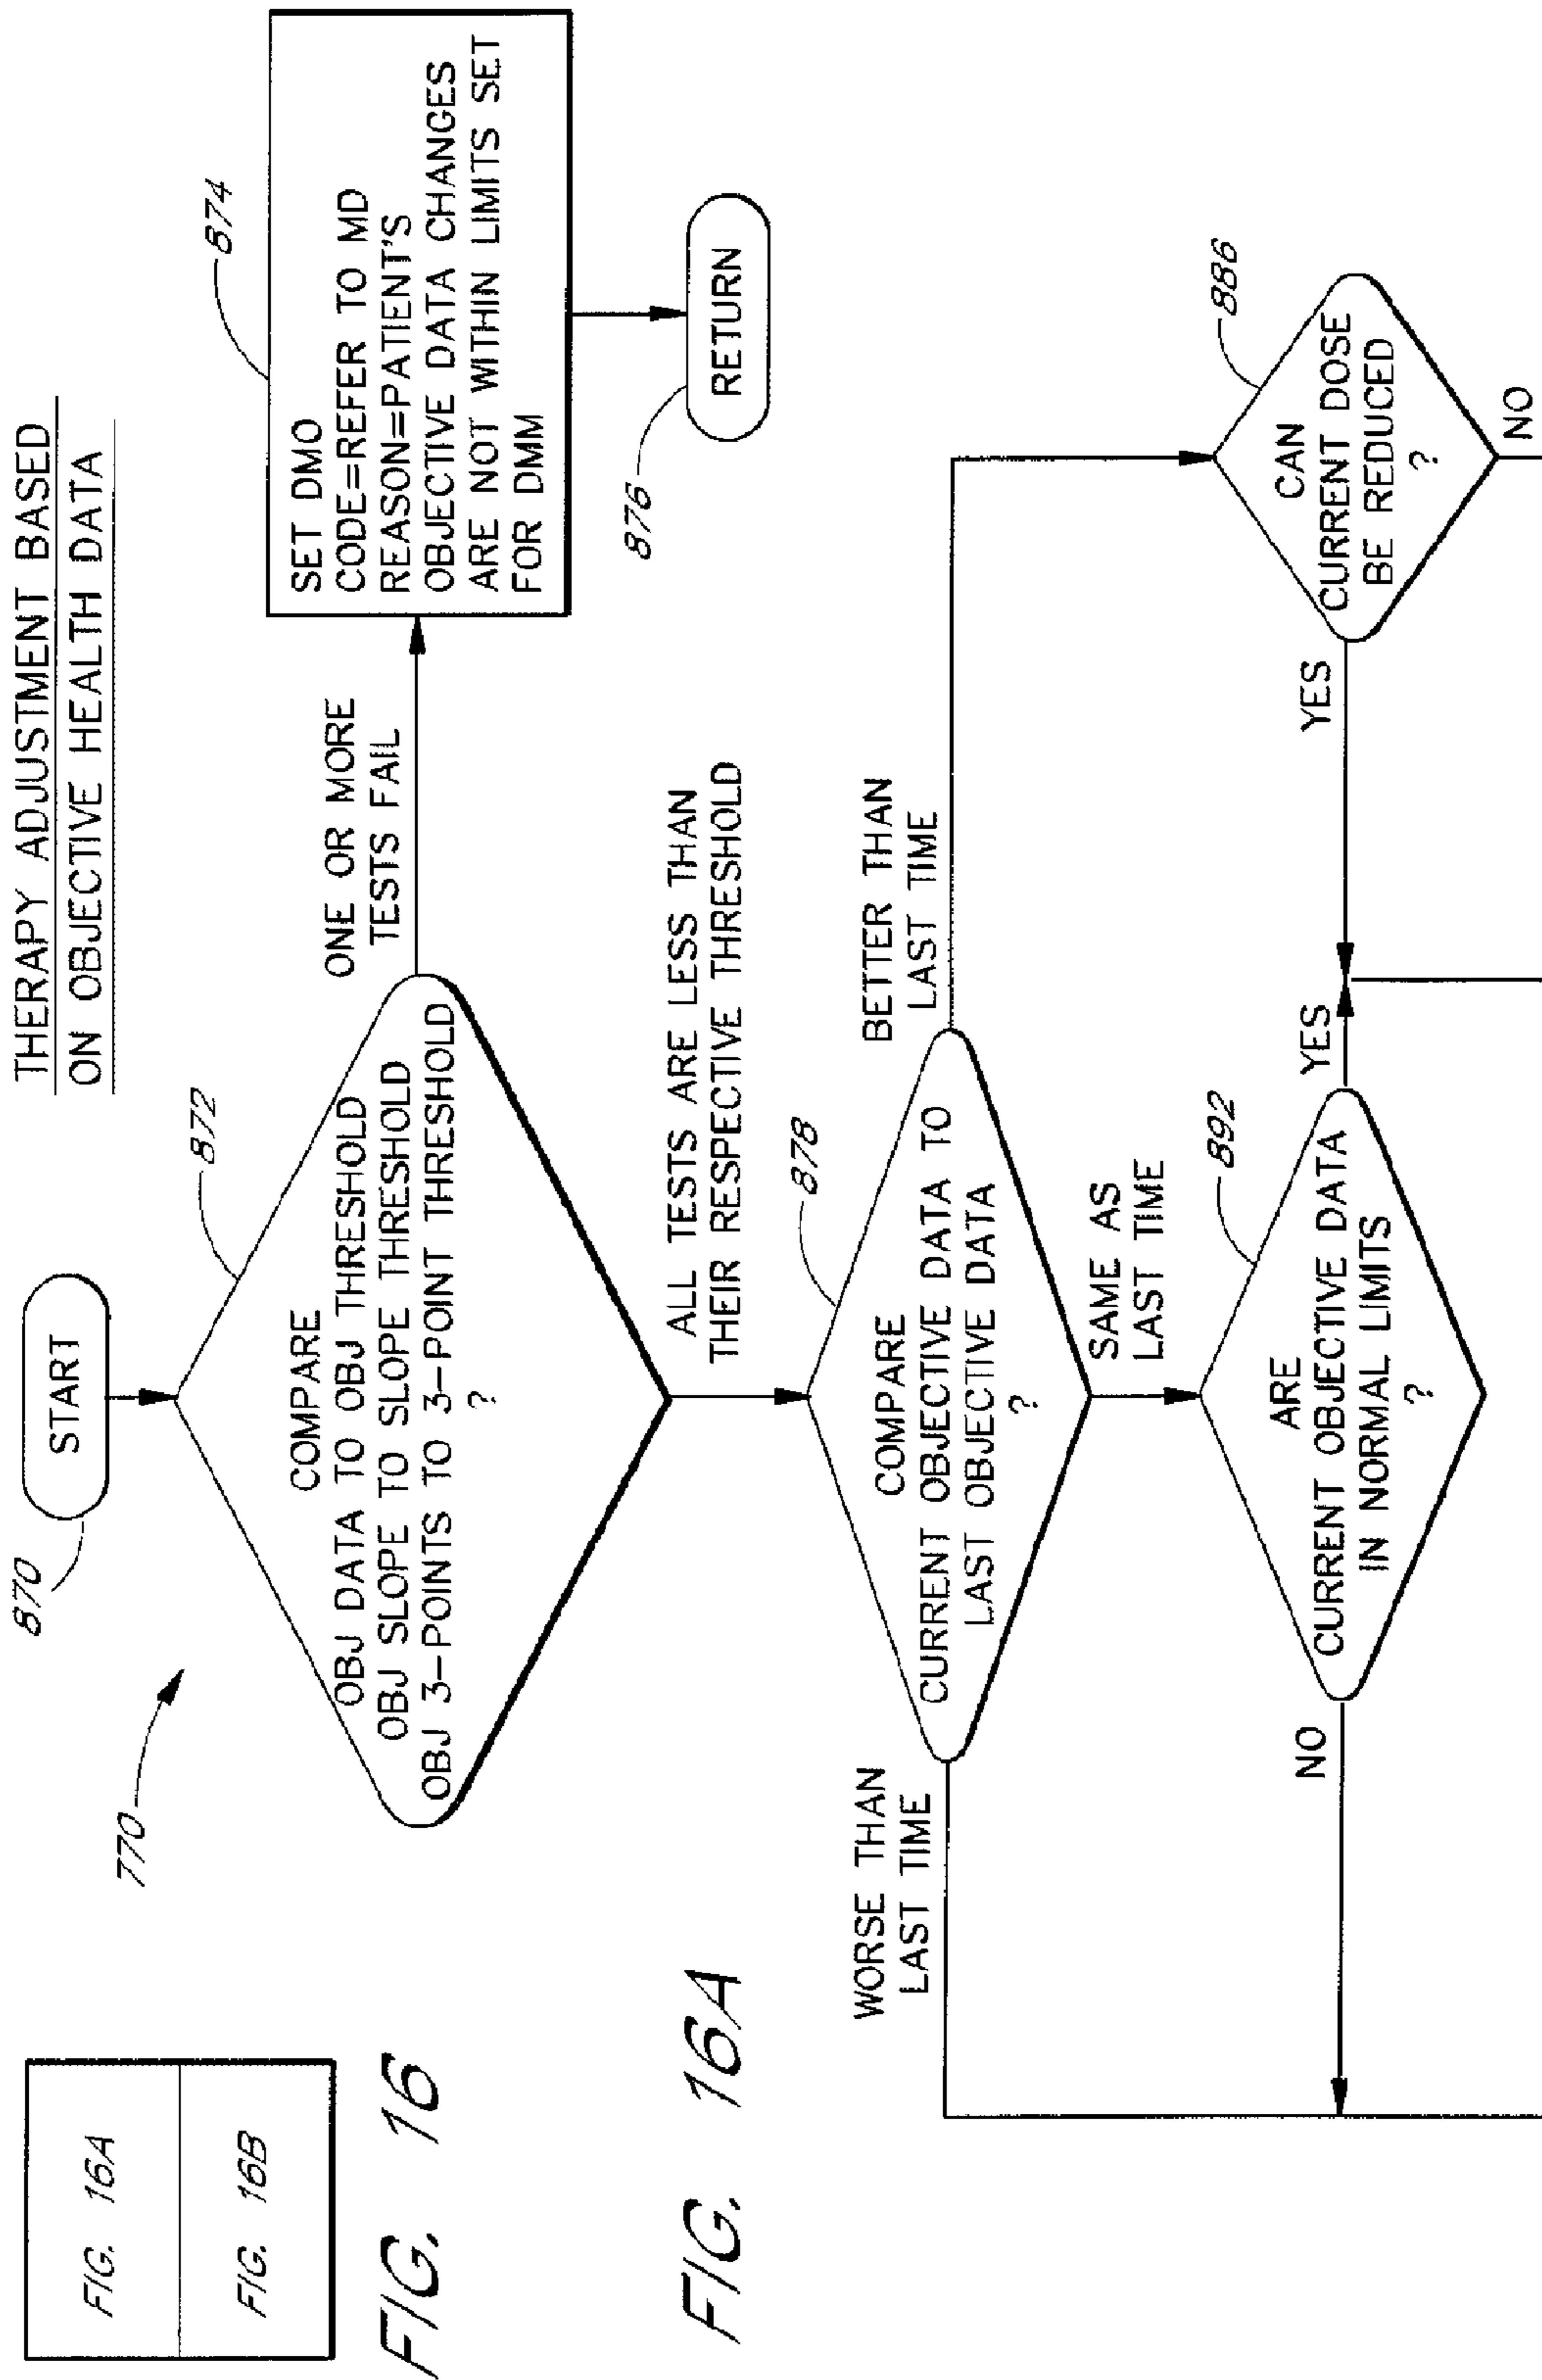 THERAPY ADJUSTMENT BASED
ON OBJECTIVE HEALTH DATA
FIG. 16A
FIG. 16B
FIG. 16
FIG. 16A
770
870
START
872
COMPARE
OBJ DATA TO OBJ THRESHOLD
OBJ SLOPE TO SLOPE THRESHOLD
OBJ 3-POINTS TO 3-POINT THRESHOLD
?
ONE OR MORE
TESTS FAIL
874
SET DMO
CODE=REFER TO MD
REASON=PATIENT'S
OBJECTIVE DATA CHANGES
ARE NOT WITHIN LIMITS SET
FOR DMM
876
RETURN
ALL TESTS ARE LESS THAN
THEIR RESPECTIVE THRESHOLD
878
COMPARE
CURRENT OBJECTIVE DATA TO
LAST OBJECTIVE DATA
?
WORSE THAN
LAST TIME
BETTER THAN
LAST TIME
SAME AS
LAST TIME
892
ARE
CURRENT OBJECTIVE DATA
IN NORMAL LIMITS
?
NO
YES
YES
886
CAN
CURRENT DOSE
BE REDUCED
?
NO